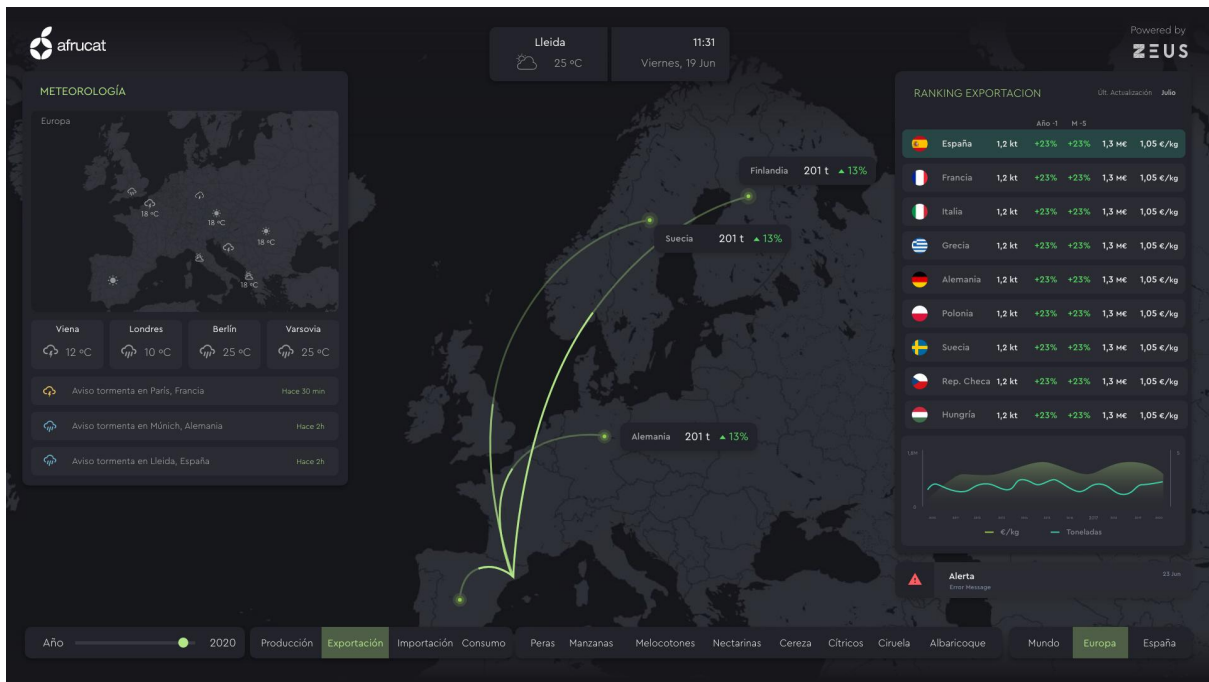 afrucat
Lleida
25 ºC
11:31
Viernes, 19 Jun
Powered by
ZEUS
METEOROLOGÍA
Europa
18 ºC
18 ºC
18 ºC
18 ºC
Viena
12 ºC
Londres
10 ºC
Berlín
25 ºC
Varsovia
25 ºC
Aviso tormenta en París, Francia Hace 30 min
Aviso tormenta en Múnich, Alemania Hace 2h
Aviso tormenta en Lleida, España Hace 2h
Finlandia 201 t ▲ 13%
Suecia 201 t ▲ 13%
Alemania 201 t ▲ 13%
RANKING EXPORTACION Últ. Actualización Julio
Año -1 M -S
España 1,2 kt +23% +23% 1,3 M€ 1,05 €/kg
Francia 1,2 kt +23% +23% 1,3 M€ 1,05 €/kg
Italia 1,2 kt +23% +23% 1,3 M€ 1,05 €/kg
Grecia 1,2 kt +23% +23% 1,3 M€ 1,05 €/kg
Alemania 1,2 kt +23% +23% 1,3 M€ 1,05 €/kg
Polonia 1,2 kt +23% +23% 1,3 M€ 1,05 €/kg
Suecia 1,2 kt +23% +23% 1,3 M€ 1,05 €/kg
Rep. Checa 1,2 kt +23% +23% 1,3 M€ 1,05 €/kg
Hungría 1,2 kt +23% +23% 1,3 M€ 1,05 €/kg
€/kg Toneladas
Alerta 23 Jun
Error Message
Año 2020
Producción Exportación Importación Consumo
Peras Manzanas Melocotones Nectarinas Cereza Cítricos Ciruela Albaricoque
Mundo Europa España